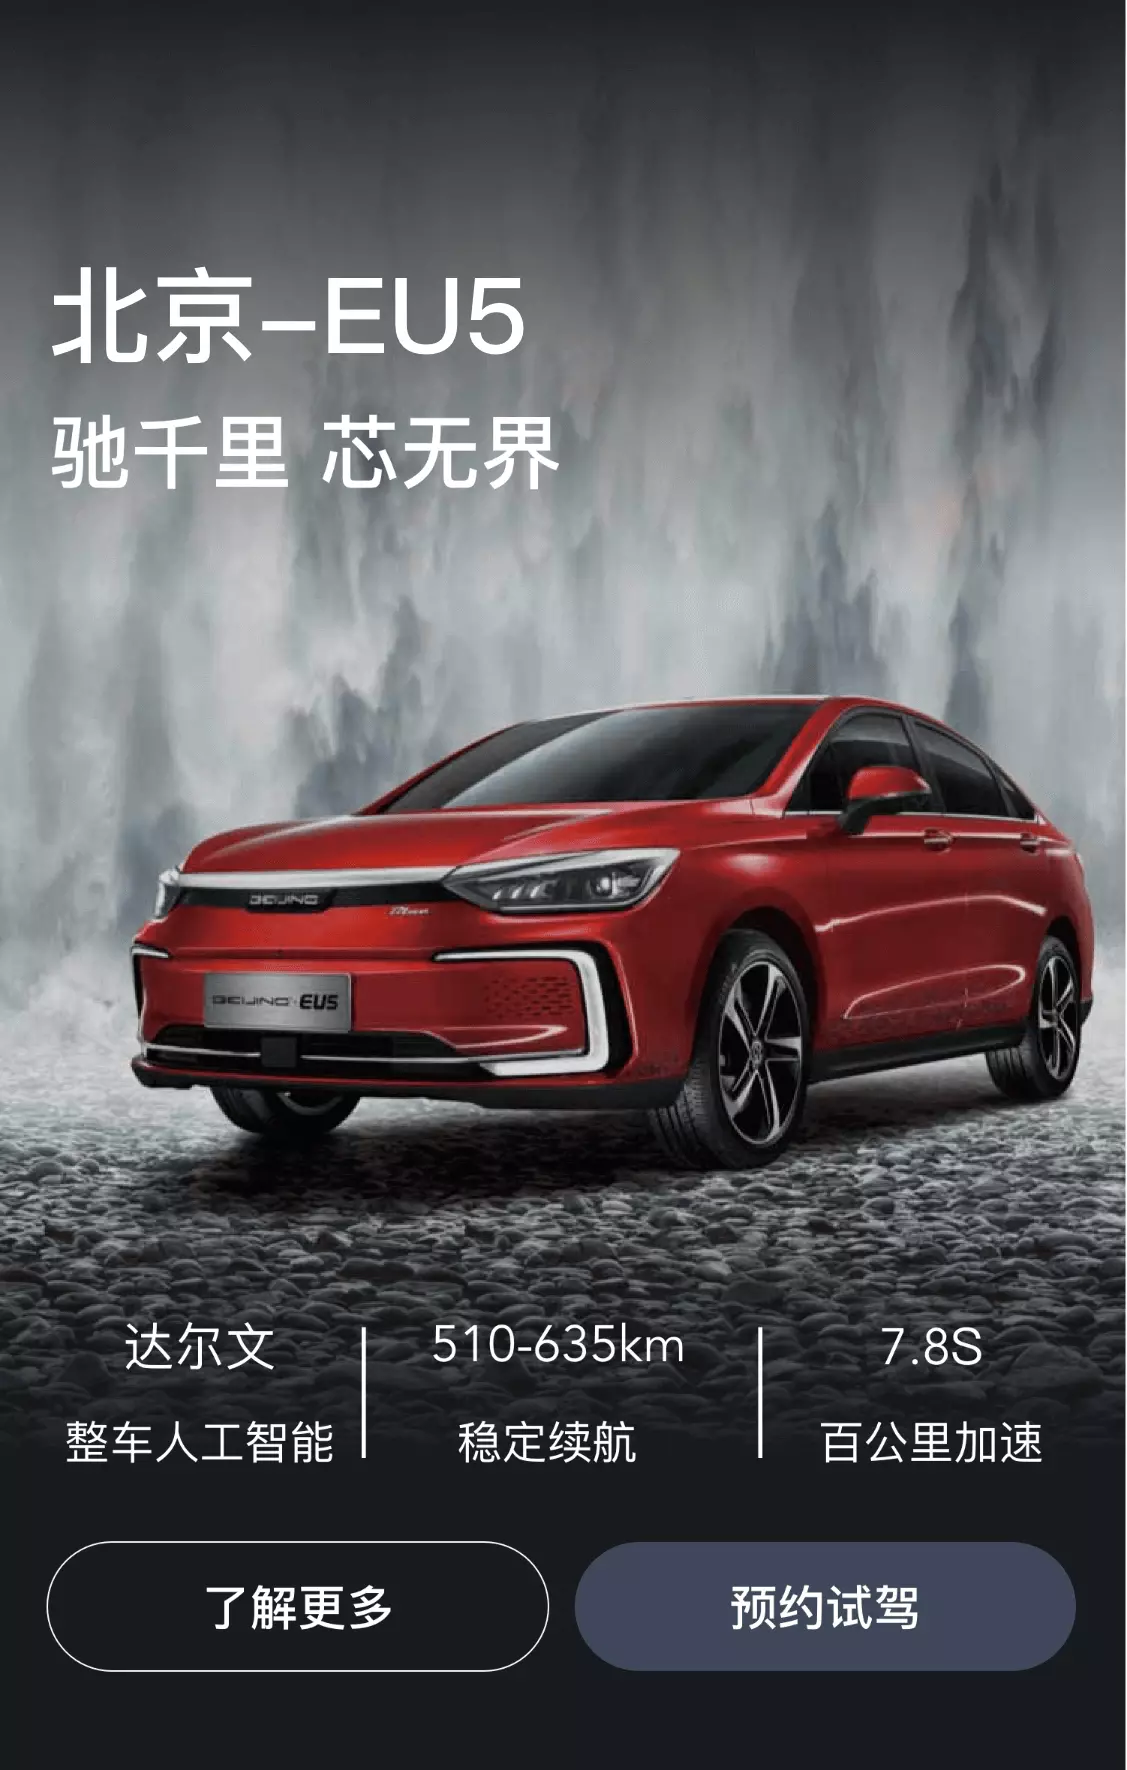 北京-EU5
驰千里 芯无界
BEIJING
BEIJING EU5
达尔文
510-635km
7.8S
整车人工智能
稳定续航
百公里加速
了解更多
预约试驾